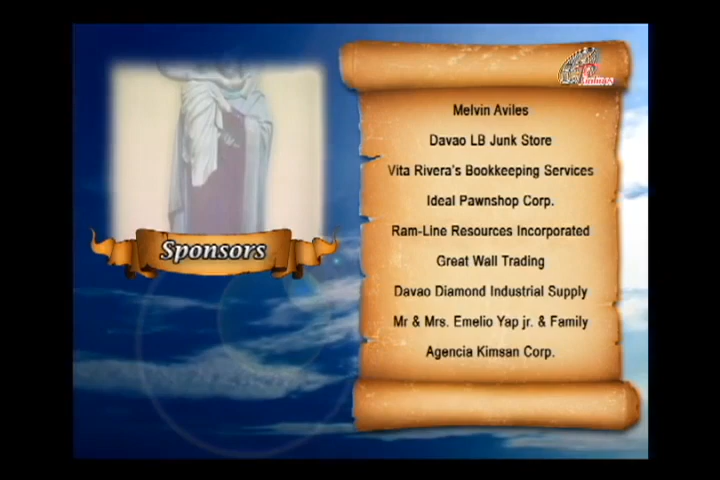 Sponsors
Melvin Aviles
Davao LB Junk Store
Vita Rivera's Bookkeeping Services
Ideal Pawnshop Corp.
Ram-Line Resources Incorporated
Great Wall Trading
Davao Diamond Industrial Supply
Mr & Mrs. Emelio Yap jr. & Family
Agencia Kimsan Corp.